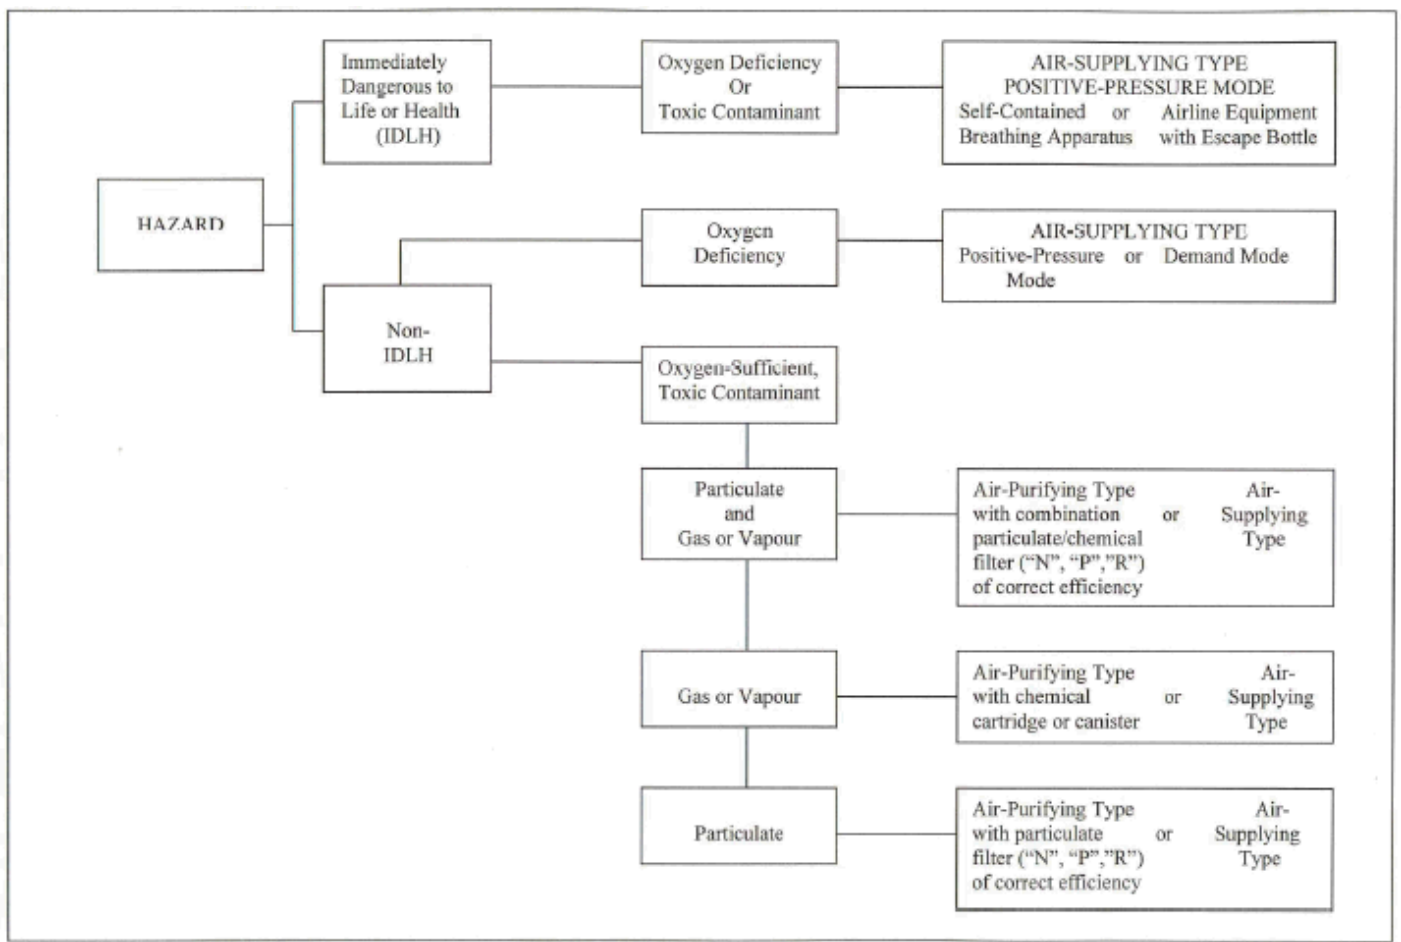 Immediately
Dangerous to
Life or Health
(IDLH)
Oxygen Deficiency
Or
Toxic Contaminant
AIR-SUPPLYING TYPE
POSITIVE-PRESSURE MODE
Self-Contained or Airline Equipment
Breathing Apparatus with Escape Bottle
HAZARD
Oxygen
Deficiency
AIR-SUPPLYING TYPE
Positive-Pressure or Demand Mode
Mode
Non-
IDLH
Oxygen-Sufficient,
Toxic Contaminant
Particulate
and
Gas or Vapour
Air-Purifying Type Air-
with combination or Supplying
particulate/chemical Type
filter ("N", "P","R")
of correct efficiency
Gas or Vapour
Air-Purifying Type Air-
with chemical or Supplying
cartridge or canister Type
Particulate
Air-Purifying Type Air-
with particulate or Supplying
filter ("N", "P","R") Type
of correct efficiency